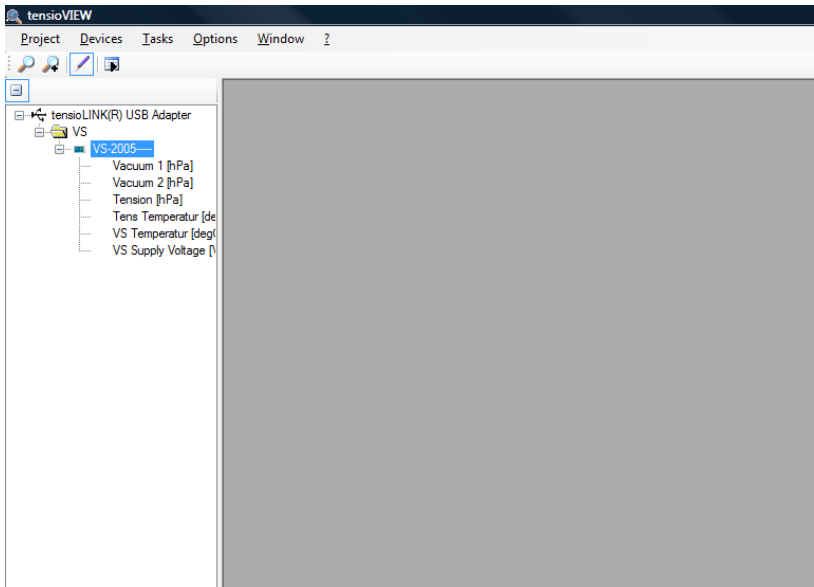 tensioVIEW
Project Devices Tasks Options Window ?
tensioLINK(R) USB Adapter
VS
VS-2005----
Vacuum 1 [hPa]
Vacuum 2 [hPa]
Tension [hPa]
Tens Temperatur [de
VS Temperatur [deg
VS Supply Voltage [